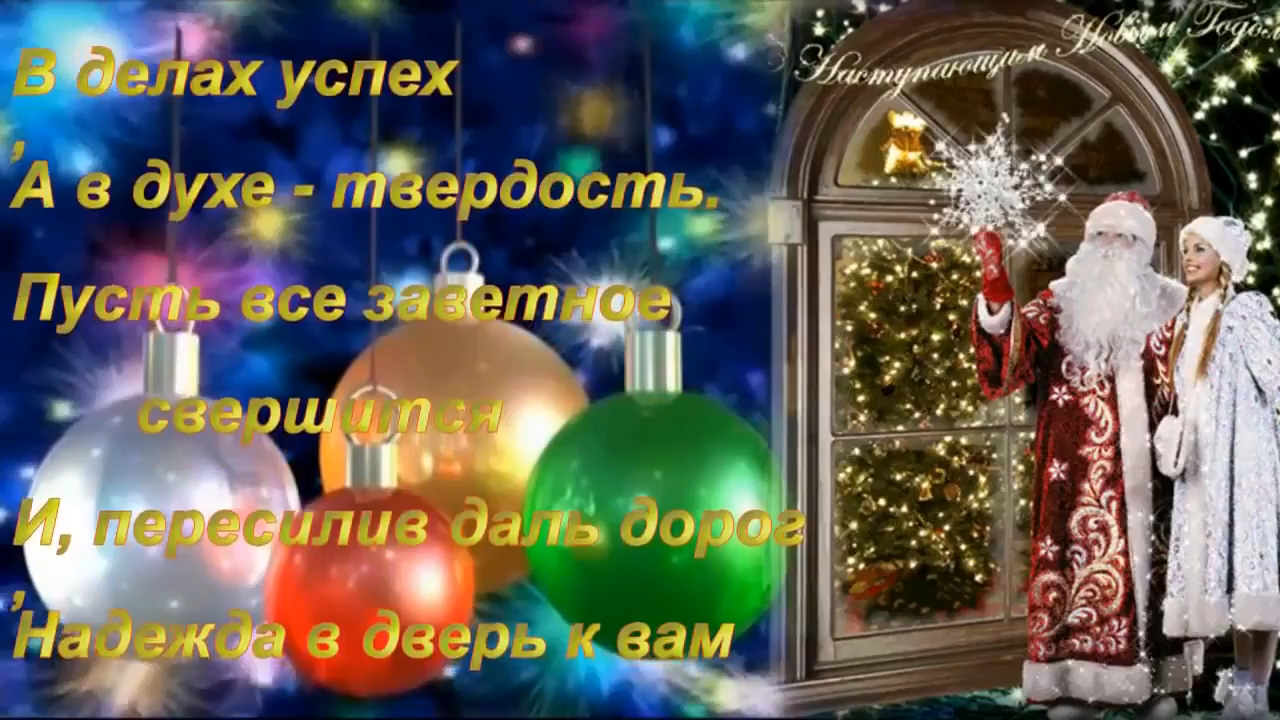 В делах успех
,
А в духе - твердость.
Пусть все заветное
свершится
И, пересилив даль дорог
,
Надежда в дверь к вам
Наступающим Новым Годом